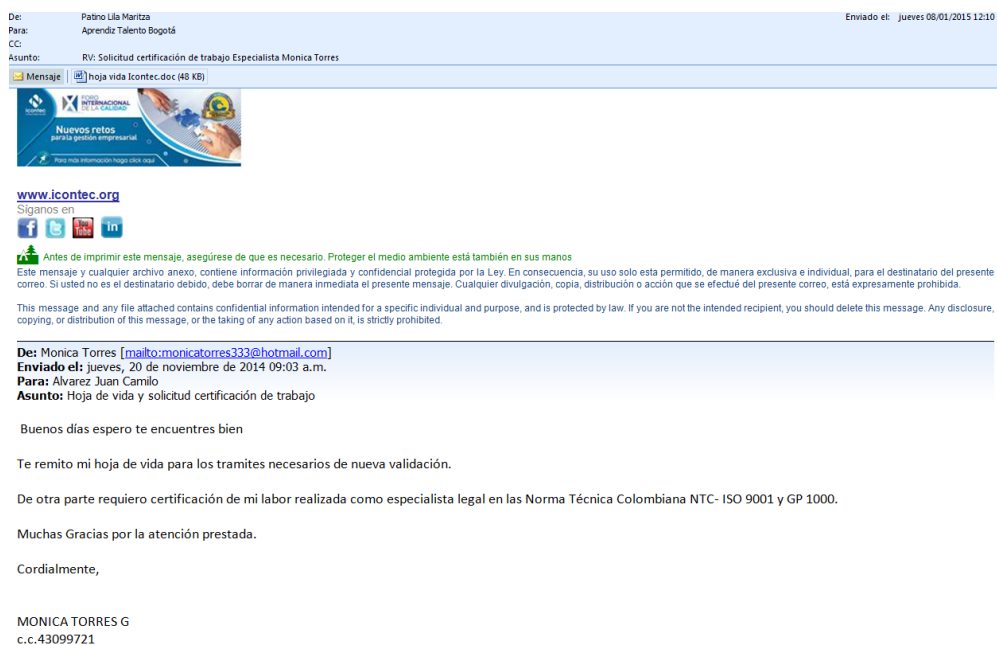 De: Patino Lila Maritza Enviado el: jueves 08/01/2015 12:10
Para: Aprendiz Talento Bogotá
CC:
Asunto: RV: Solicitud certificación de trabajo Especialista Monica Torres
Mensaje hoja vida Icontec.doc (48 KB)
icontec
FORO
INTERNACIONAL
DE LA CALIDAD
Nuevos retos
para la gestión empresarial
Para más información haga click aquí
www.icontec.org
Síganos en
You Tube in
Antes de imprimir este mensaje, asegúrese de que es necesario. Proteger el medio ambiente está también en sus manos
Este mensaje y cualquier archivo anexo, contiene información privilegiada y confidencial protegida por la Ley. En consecuencia, su uso solo esta permitido, de manera exclusiva e individual, para el destinatario del presente
correo. Si usted no es el destinatario debido, debe borrar de manera inmediata el presente mensaje. Cualquier divulgación, copia, distribución o acción que se efectué del presente correo, está expresamente prohibida.
This message and any file attached contains confidential information intended for a specific individual and purpose, and is protected by law. If you are not the intended recipient, you should delete this message. Any disclosure,
copying, or distribution of this message, or the taking of any action based on it, is strictly prohibited.
De: Monica Torres [mailto:monicatorres333@hotmail.com]
Enviado el: jueves, 20 de noviembre de 2014 09:03 a.m.
Para: Alvarez Juan Camilo
Asunto: Hoja de vida y solicitud certificación de trabajo
Buenos días espero te encuentres bien
Te remito mi hoja de vida para los tramites necesarios de nueva validación.
De otra parte requiero certificación de mi labor realizada como especialista legal en las Norma Técnica Colombiana NTC- ISO 9001 y GP 1000.
Muchas Gracias por la atención prestada.
Cordialmente,
MONICA TORRES G
c.c.43099721